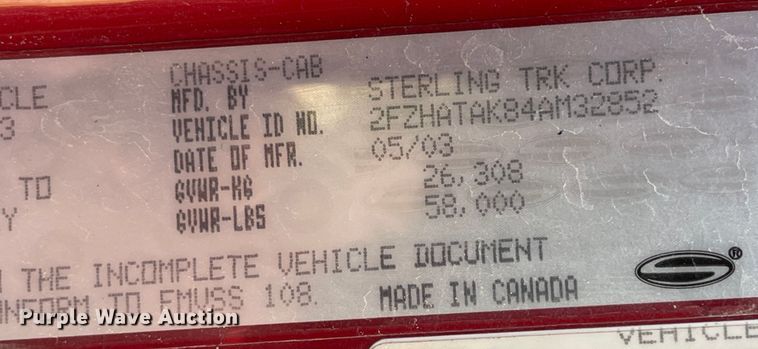 CHASSIS-CAB
CLE MFD. BY STERLING TRK CORP.
3 VEHICLE ID NO. 2FZHATAK84AM32852
DATE OF MFR. 05/03
TO GVWR-KG 26,308
Y GVWR-LBS 58,000
THE INCOMPLETE VEHICLE DOCUMENT
TO FMVSS 108. MADE IN CANADA
®
Purple Wave Auction
VEHICLE